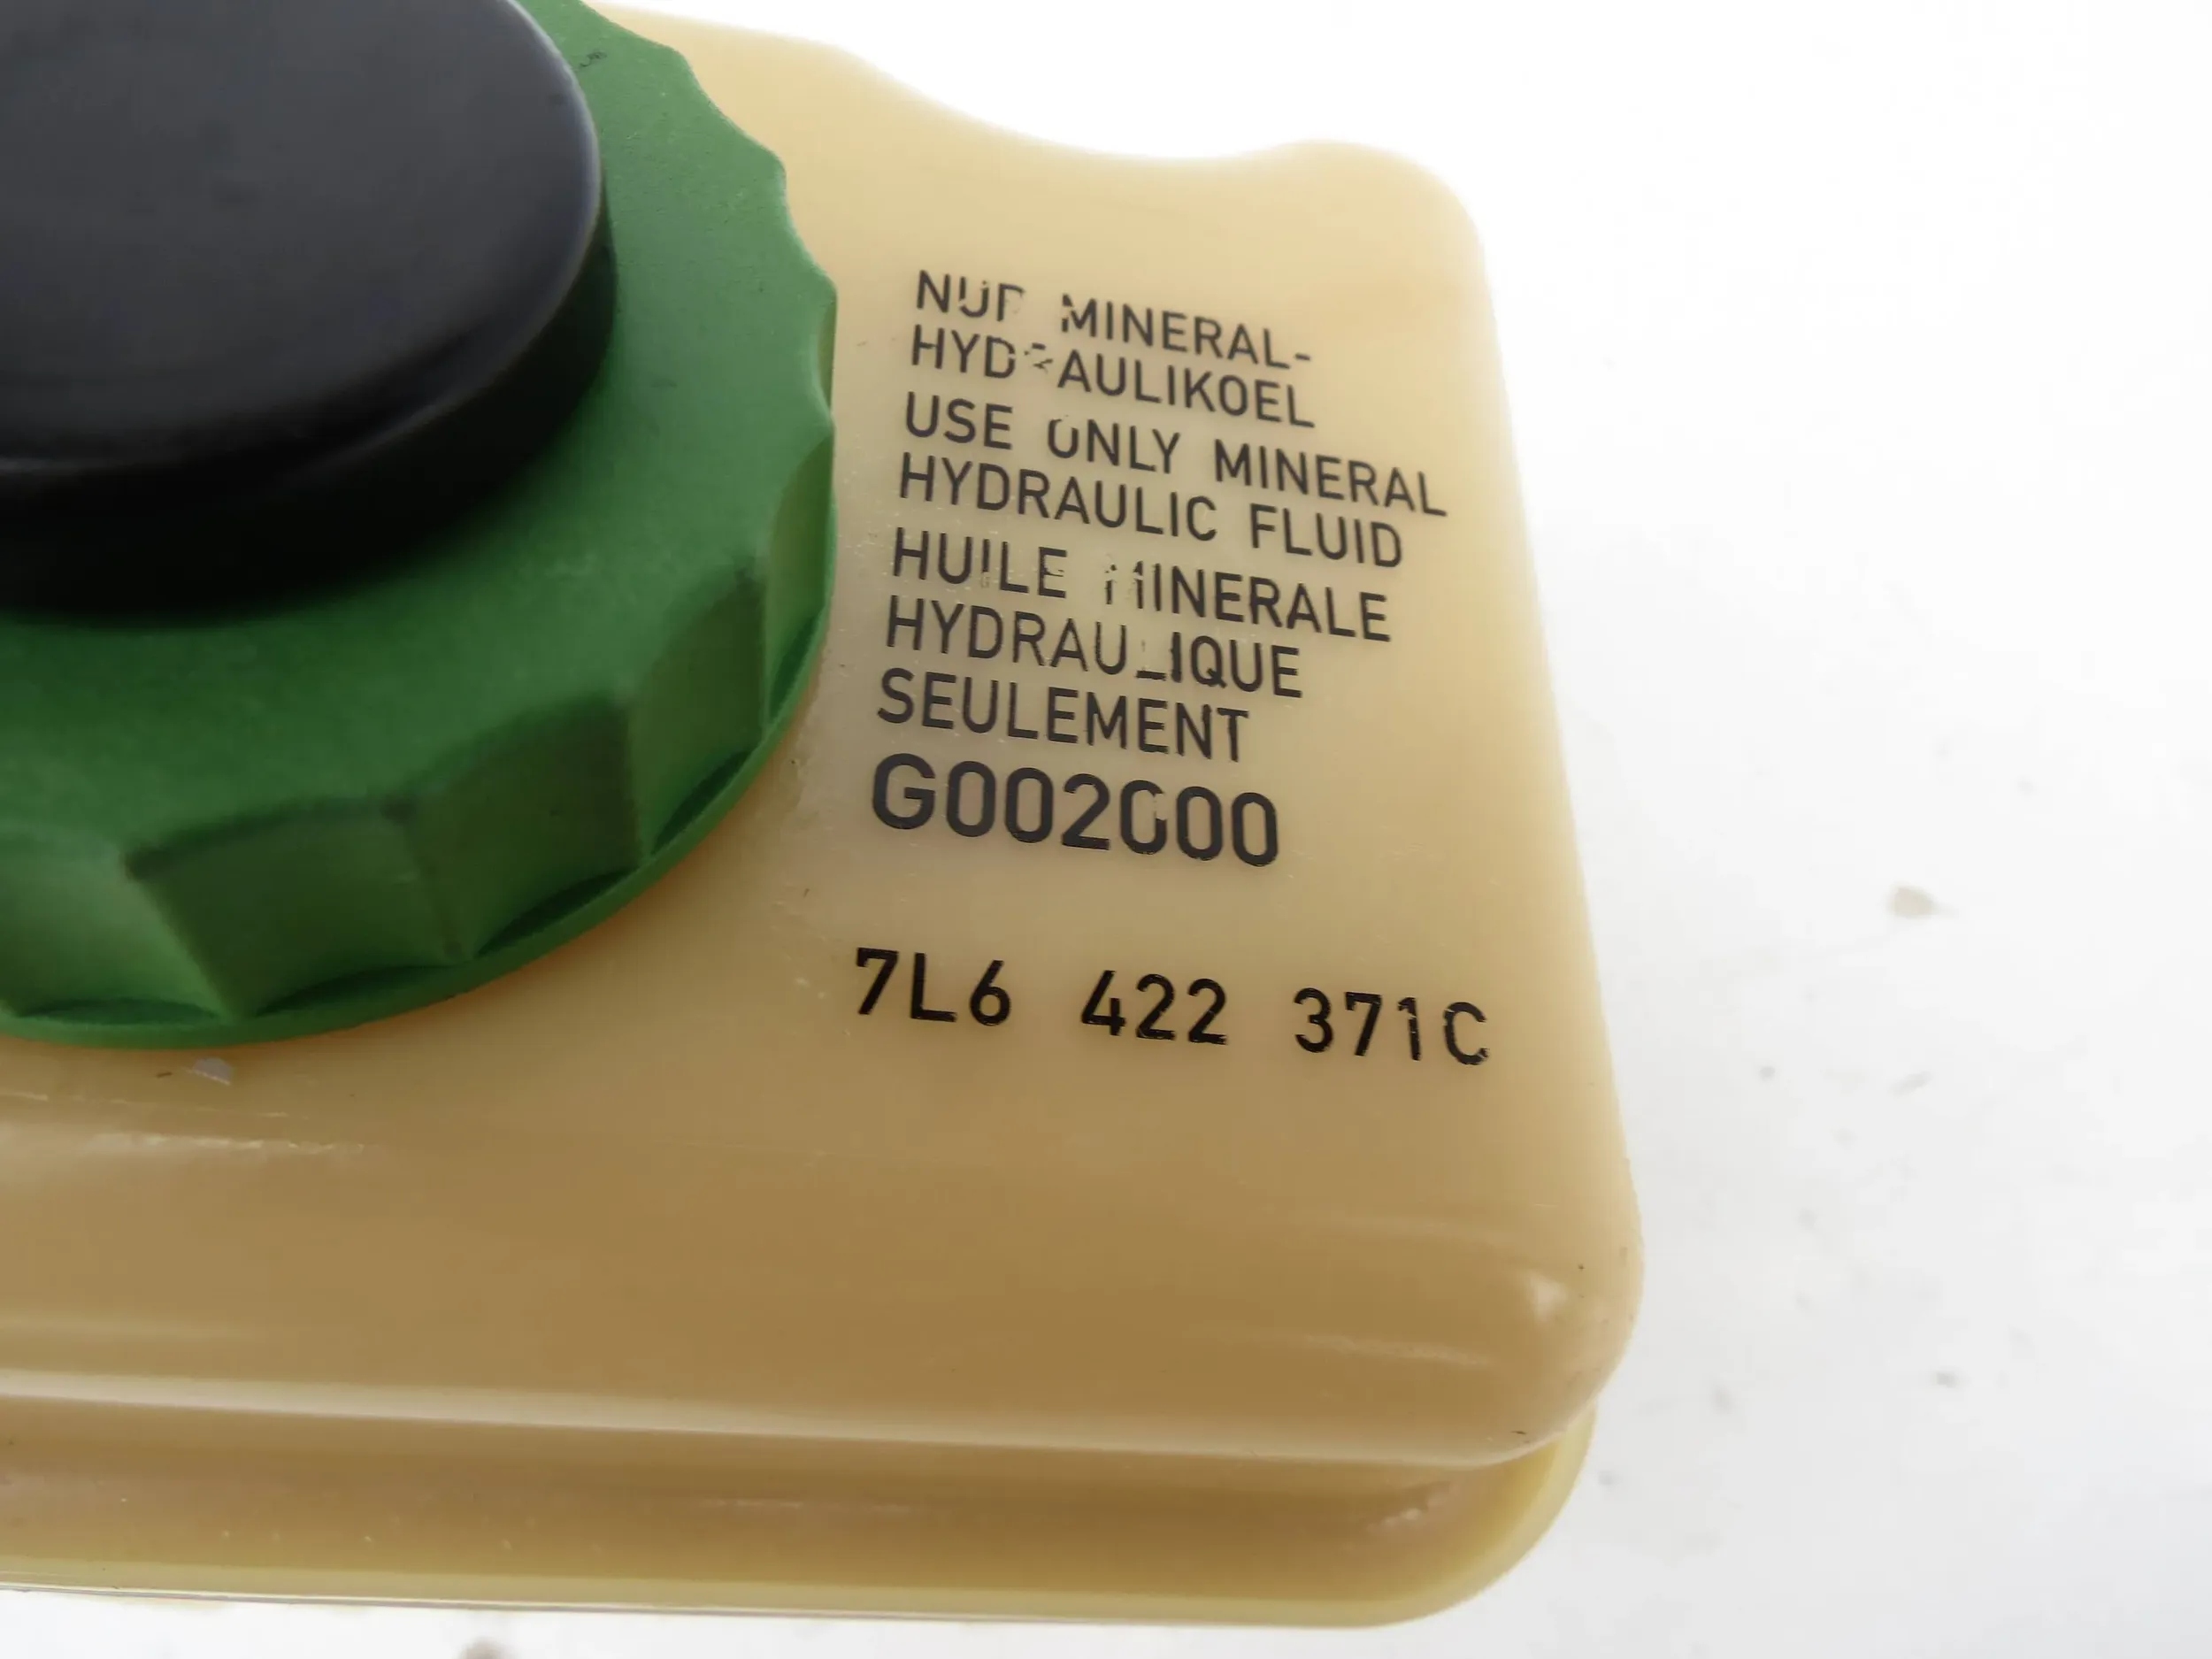 NUR MINERAL-
HYDRAULIKOEL
USE ONLY MINERAL
HYDRAULIC FLUID
HUILE MINERALE
HYDRAULIQUE
SEULEMENT
G002000
7L6 422 371C